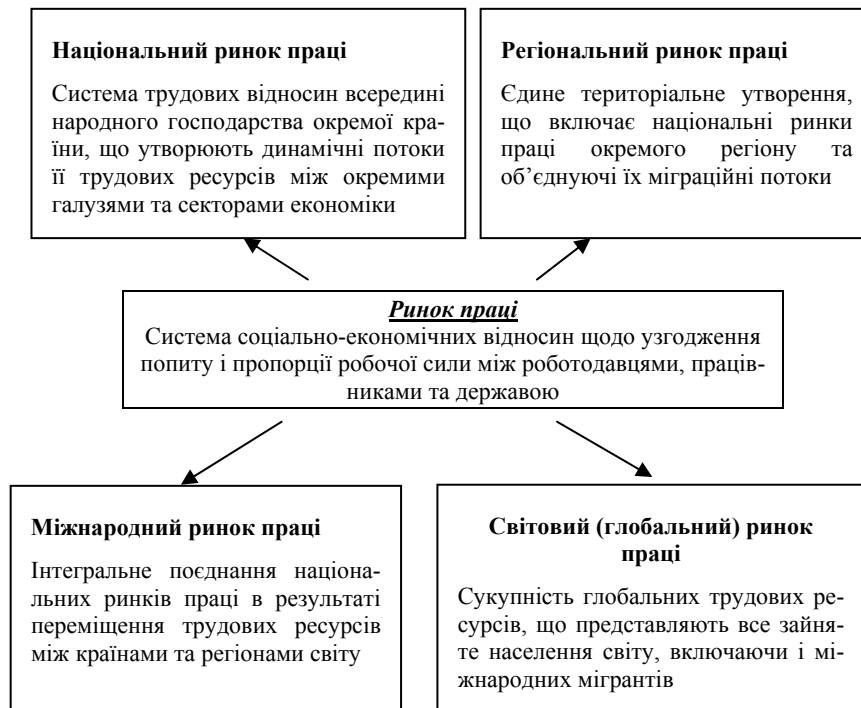 Національний ринок праці
Система трудових відносин всередині
народного господарства окремої кра-
їни, що утворюють динамічні потоки
її трудових ресурсів між окремими
галузями та секторами економіки
Регіональний ринок праці
Єдине територіальне утворення,
що включає національні ринки
праці окремого регіону та
об’єднуючі їх міграційні потоки
Ринок праці
Система соціально-економічних відносин щодо узгодження
попиту і пропорції робочої сили між роботодавцями, праців-
никами та державою
Міжнародний ринок праці
Інтегральне поєднання націона-
льних ринків праці в результаті
переміщення трудових ресурсів
між країнами та регіонами світу
Світовий (глобальний) ринок
праці
Сукупність глобальних трудових ре-
сурсів, що представляють все зайня-
те населення світу, включаючи і мі-
жнародних мігрантів